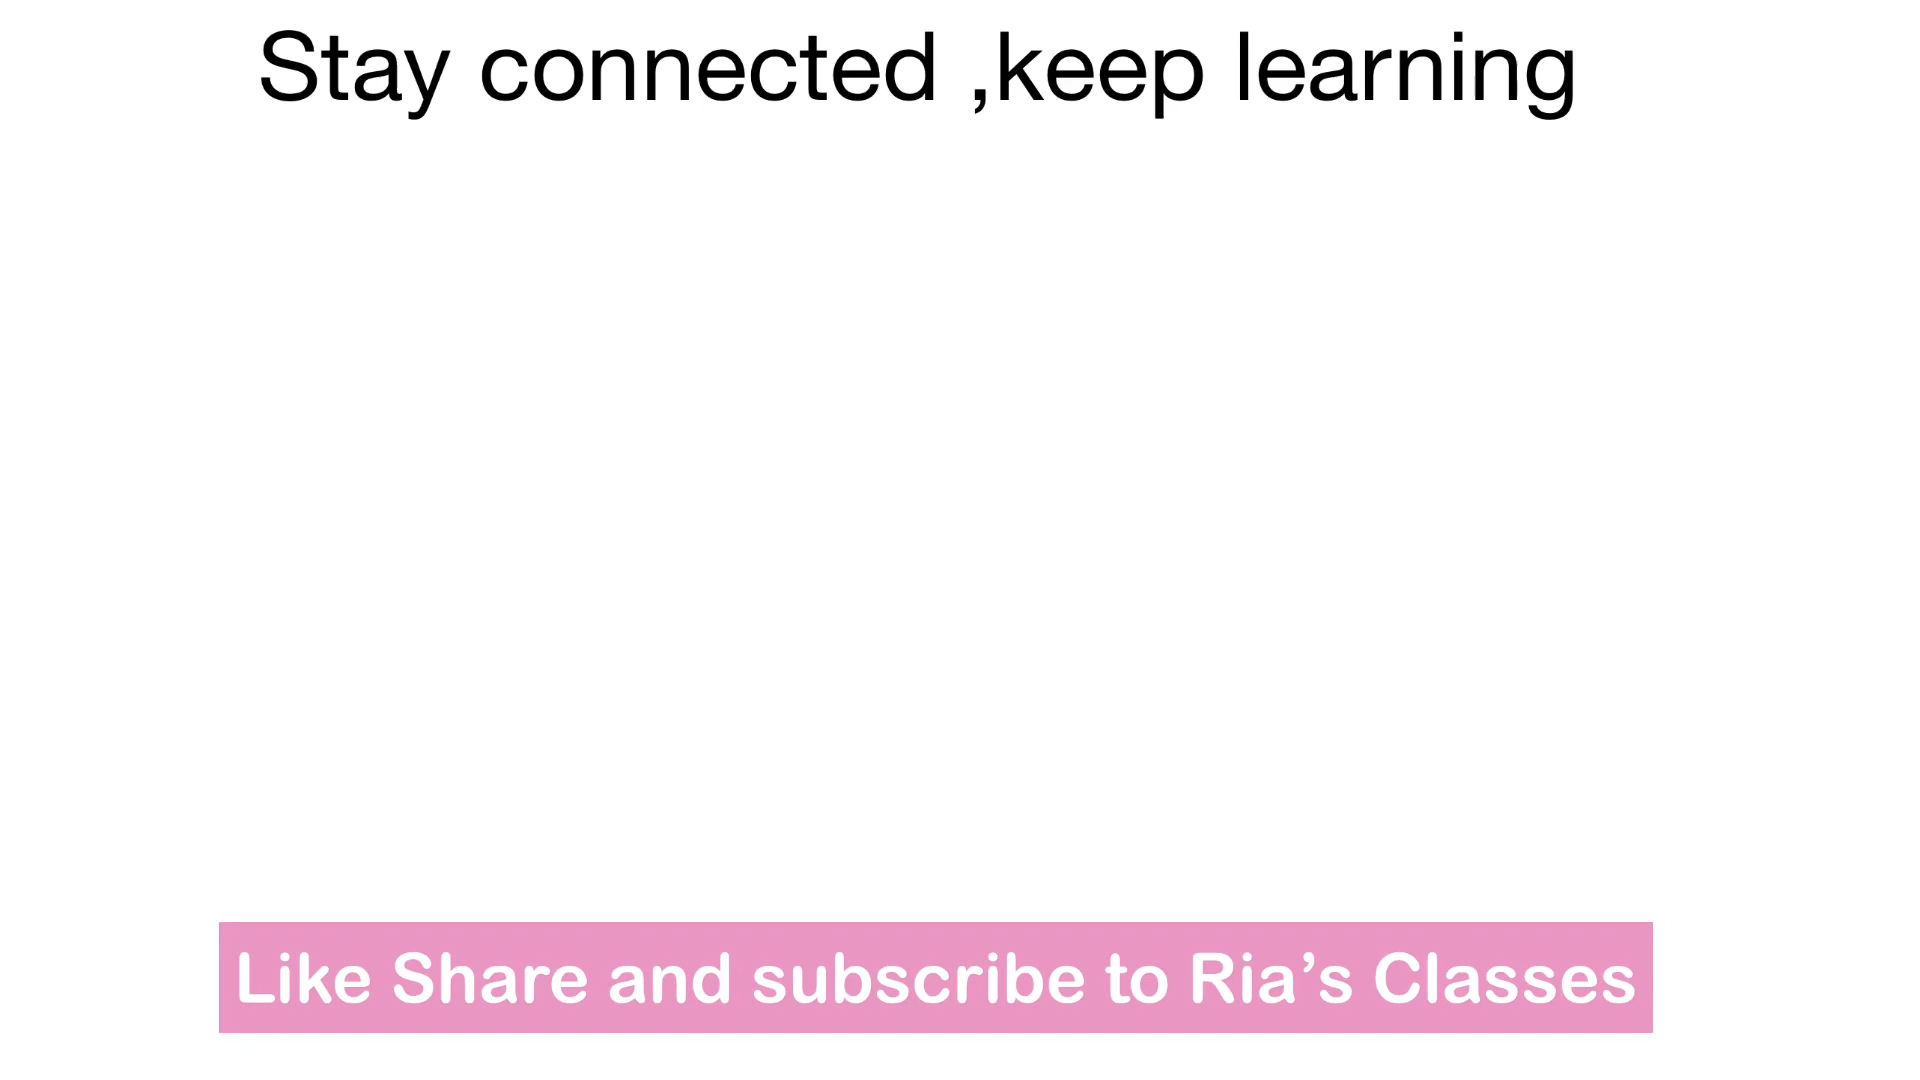 Stay connected ,keep learning
Like Share and subscribe to Ria’s Classes